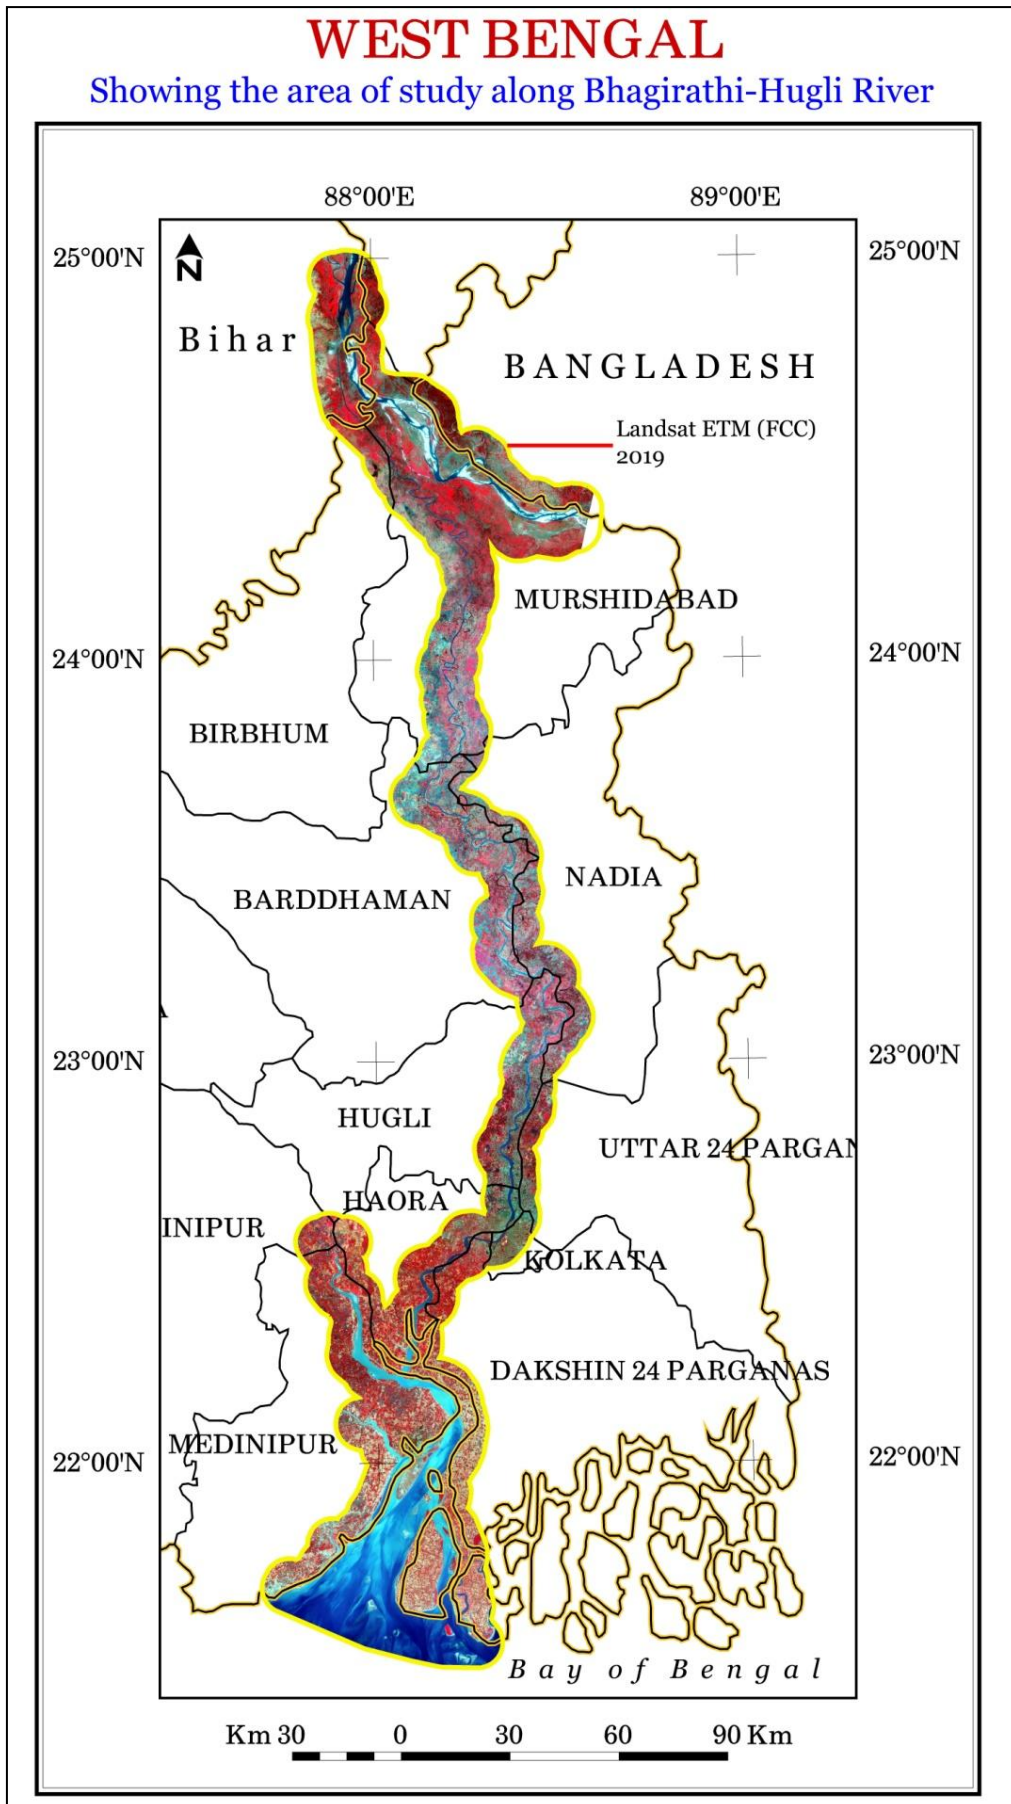 WEST BENGAL
Showing the area of study along Bhagirathi-Hugli River
88°00'E 89°00'E
25°00'N 25°00'N
N
Bihar
BANGLADESH
Landsat ETM (FCC)
2019
MURSHIDABAD
24°00'N 24°00'N
BIRBHUM
NADIA
BARDDHAMAN
23°00'N 23°00'N
HUGLI
UTTAR 24 PARGAN
HAORA
INIPUR
KOLKATA
DAKSHIN 24 PARGANAS
MEDINIPUR
22°00'N 22°00'N
Bay of Bengal
Km 30 0 30 60 90 Km